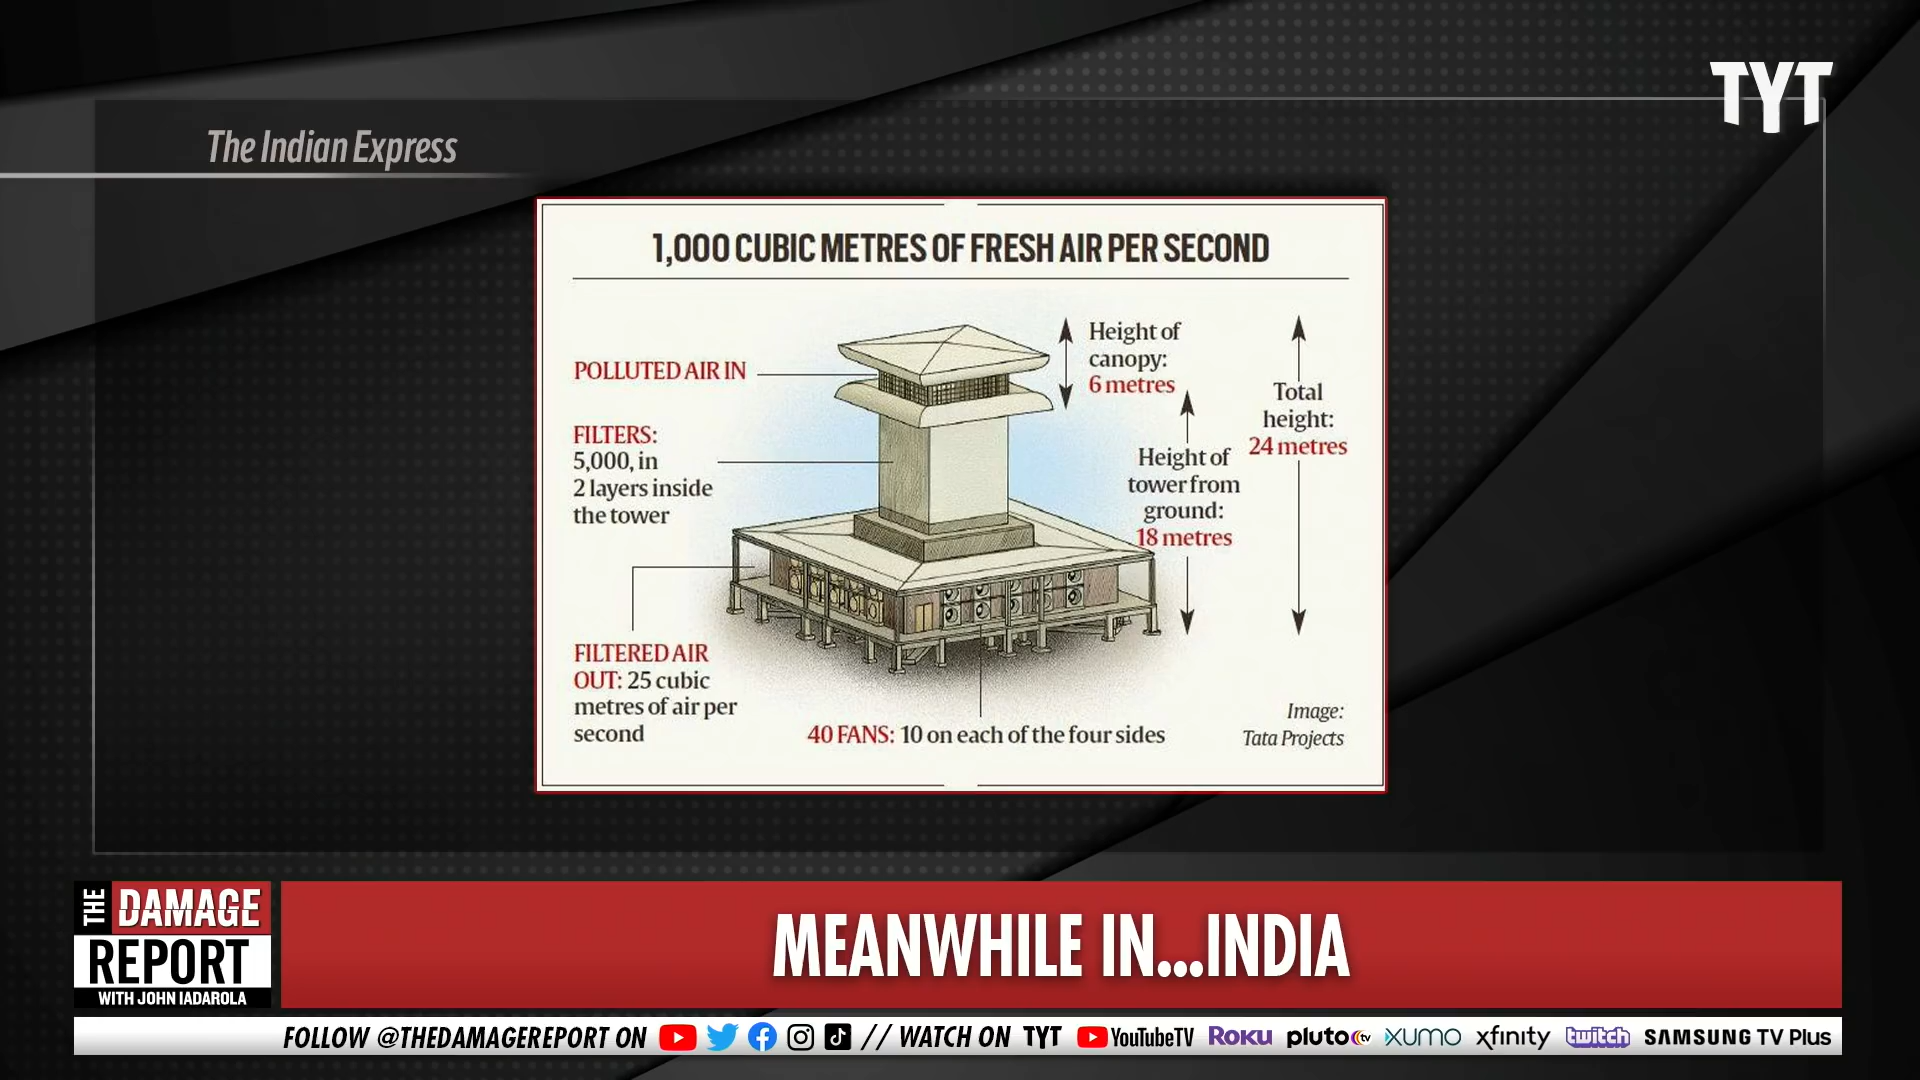 TYT
The Indian Express
1,000 CUBIC METRES OF FRESH AIR PER SECOND
POLLUTED AIR IN
FILTERS:
5,000, in
2 layers inside
the tower
FILTERED AIR
OUT: 25 cubic
metres of air per
second
40 FANS: 10 on each of the four sides
Height of
canopy:
6 metres
Height of
tower from
ground:
18 metres
Total
height:
24 metres
Image:
Tata Projects
THE DAMAGE
REPORT
WITH JOHN IADAROLA
MEANWHILE IN...INDIA
FOLLOW @THEDAMAGEREPORT ON // WATCH ON TYT YouTubeTV ROKU pluto tv XUMO xfinity twitch SAMSUNG TV Plus